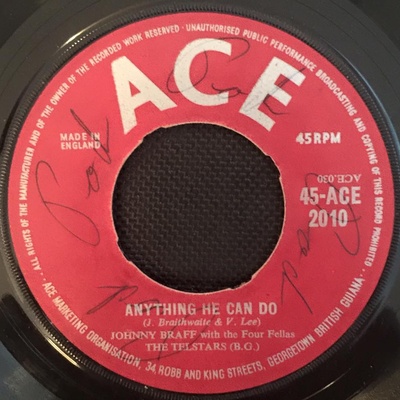 ALL RIGHTS OF THE MANUFACTURER AND OF THE OWNER OF THE RECORDED WORK RESERVED · UNAUTHORISED PUBLIC PERFORMANCE BROADCASTING AND COPYING OF THIS RECORD PROHIBITED
ACE
MADE IN
ENGLAND
45 RPM
ACE.030
45-ACE
2010
ANYTHING HE CAN DO
(J. Braithwaite & V. Lee)
JOHNNY BRAFF with the Four Fellas
THE TELSTARS (B.G.)
ACE MARKETING ORGANISATION, 34, ROBB AND KING STREETS, GEORGETOWN BRITISH GUIANA